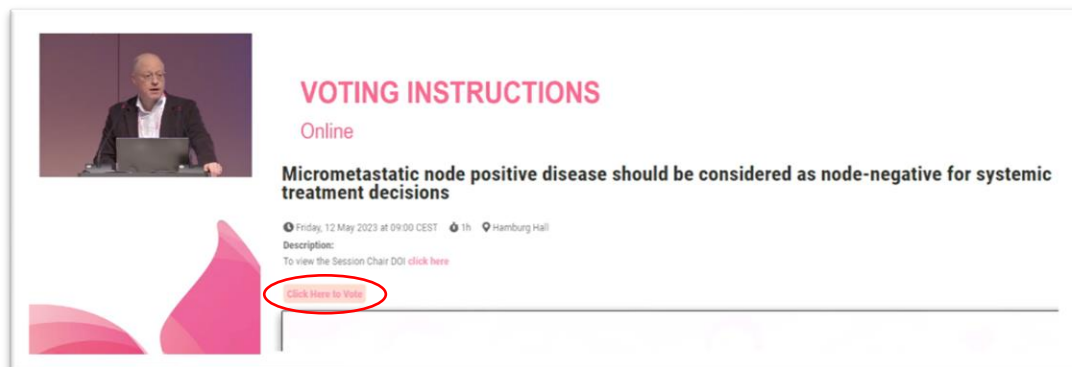 VOTING INSTRUCTIONS
Online
Micrometastatic node positive disease should be considered as node-negative for systemic
treatment decisions
Friday, 12 May 2023 at 09:00 CEST 1h Hamburg Hall
Description:
To view the Session Chair DOI click here
Click Here to Vote